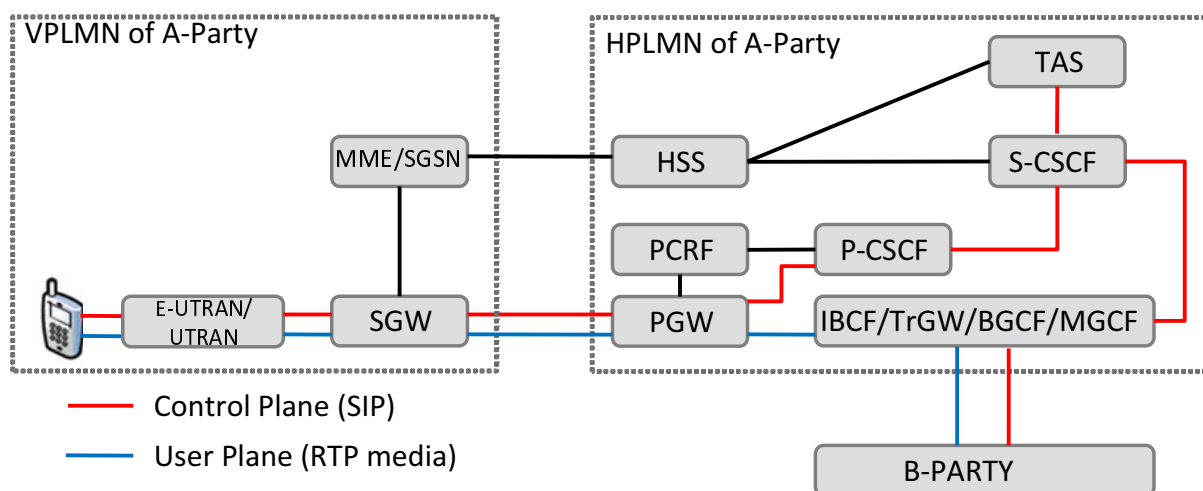 VPLMN of A-Party
HPLMN of A-Party
TAS
MME/SGSN
HSS
S-CSCF
PCRF
P-CSCF
E-UTRAN/
UTRAN
SGW
PGW
IBCF/TrGW/BGCF/MGCF
Control Plane (SIP)
User Plane (RTP media)
B-PARTY